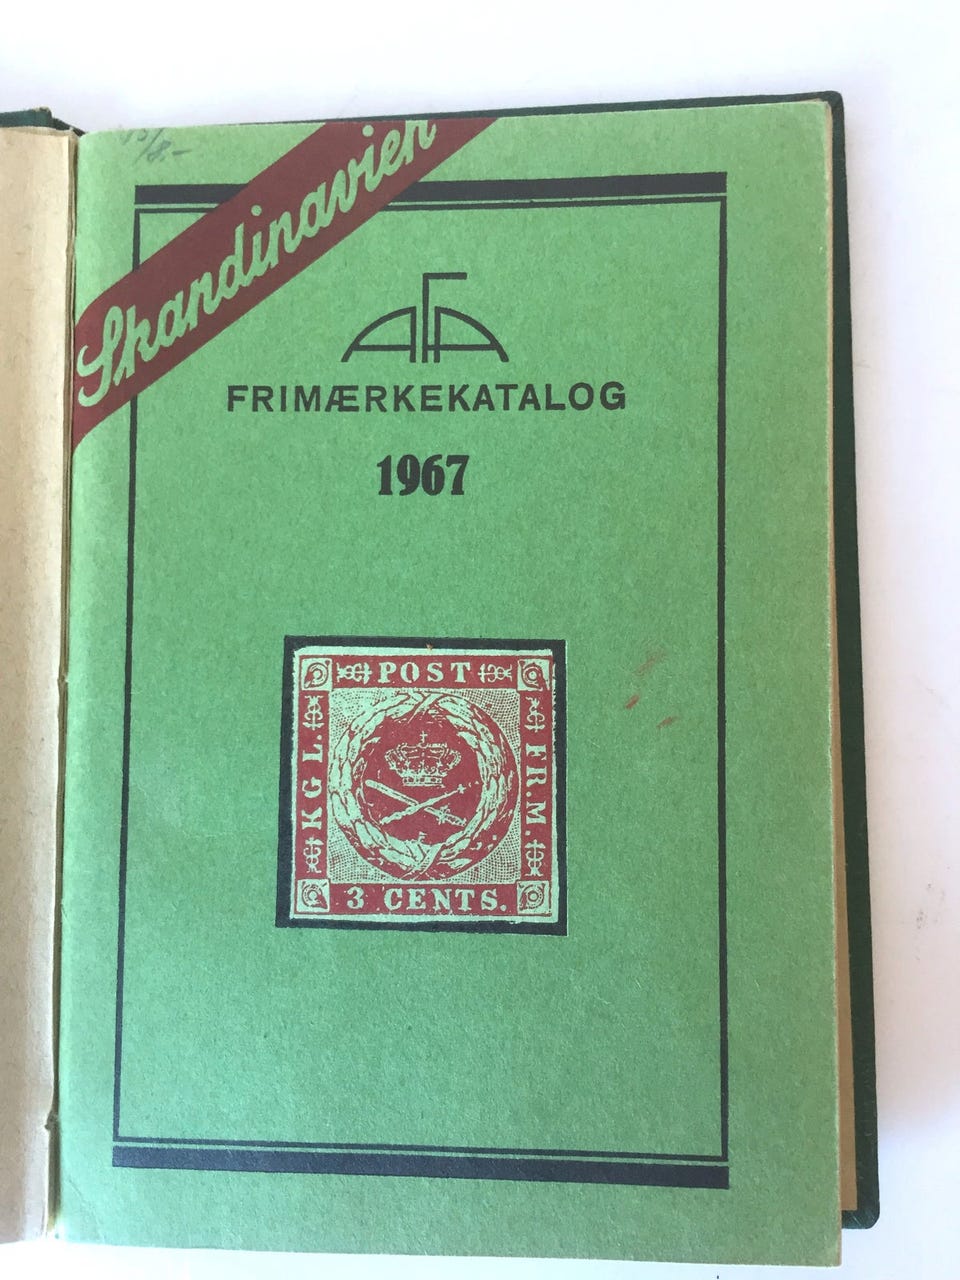 Skandinavien
AFA
FRIMÆRKEKATALOG
1967
POST
KGL.
FR.M.
3 CENTS.